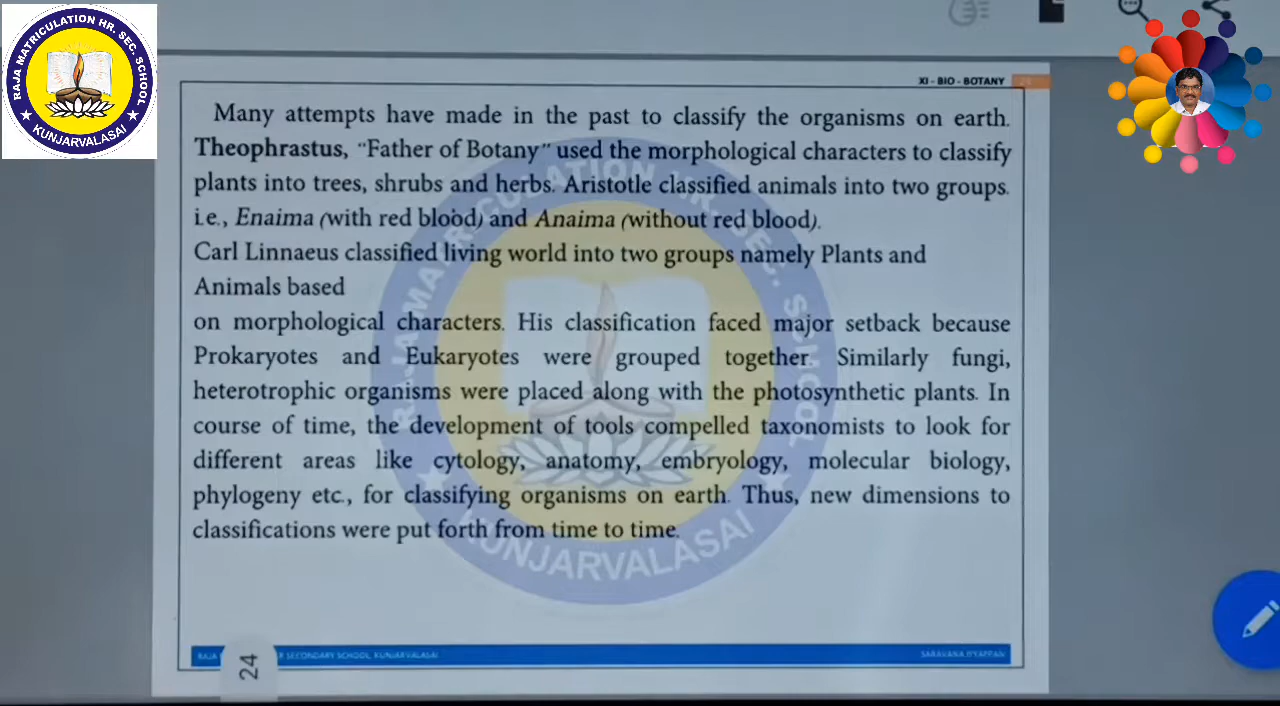 RAJA MATRICULATION HR. SEC. SCHOOL
KUNJARVALASAI
XI - BIO - BOTANY
Many attempts have made in the past to classify the organisms on earth.
Theophrastus, “Father of Botany” used the morphological characters to classify
plants into trees, shrubs and herbs. Aristotle classified animals into two groups.
i.e., Enaima (with red blood) and Anaima (without red blood).
Carl Linnaeus classified living world into two groups namely Plants and
Animals based
on morphological characters. His classification faced major setback because
Prokaryotes and Eukaryotes were grouped together. Similarly fungi,
heterotrophic organisms were placed along with the photosynthetic plants. In
course of time, the development of tools compelled taxonomists to look for
different areas like cytology, anatomy, embryology, molecular biology,
phylogeny etc., for classifying organisms on earth. Thus, new dimensions to
classifications were put forth from time to time.
RAJA MATRICULATION HR. SEC. SCHOOL
KUNJARVALASAI
RAJA
SECONDARY SCHOOL, KUNJARVALASAI
24